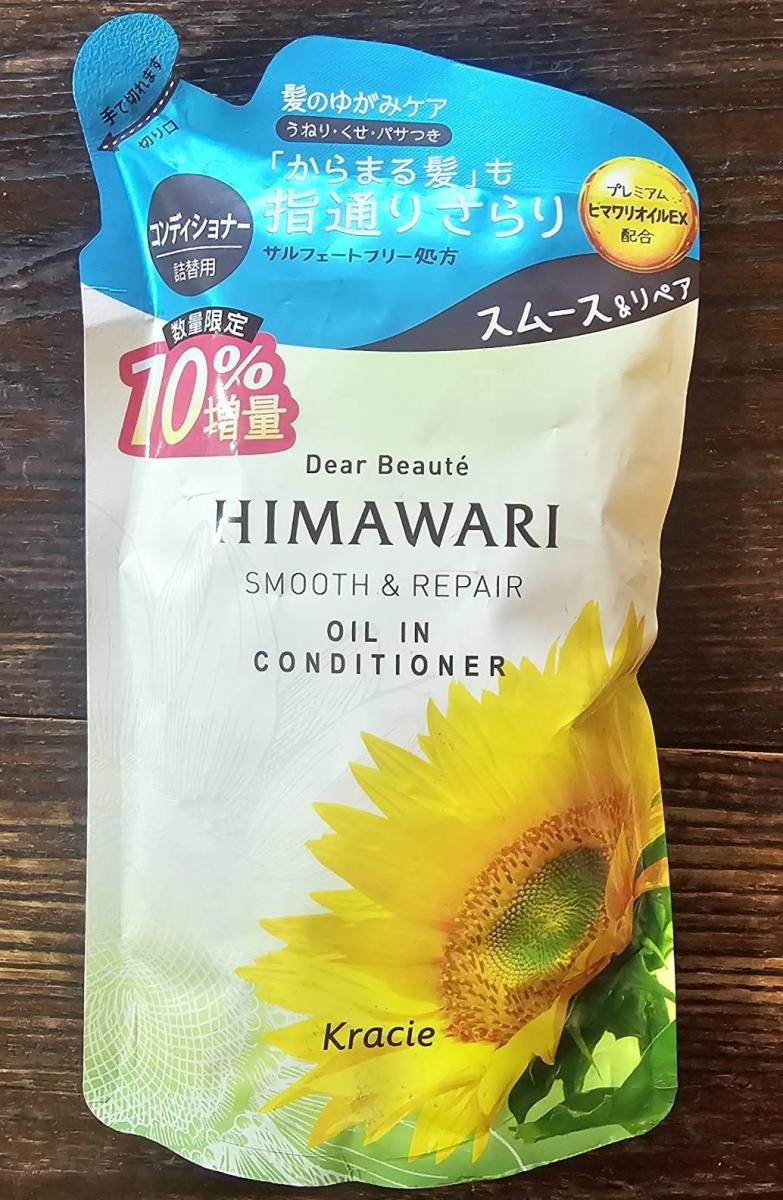 手で切れます
切り口
髪のゆがみケア
うねり・くせ・パサつき
「からまる髪」も
指通りさらり
サルフェートフリー処方
コンディショナー
詰替用
プレミアム
ヒマワリオイルEX
配合
スムース&リペア
数量限定
10%
増量
Dear Beauté
HIMAWARI
SMOOTH & REPAIR
OIL IN
CONDITIONER
Kracie